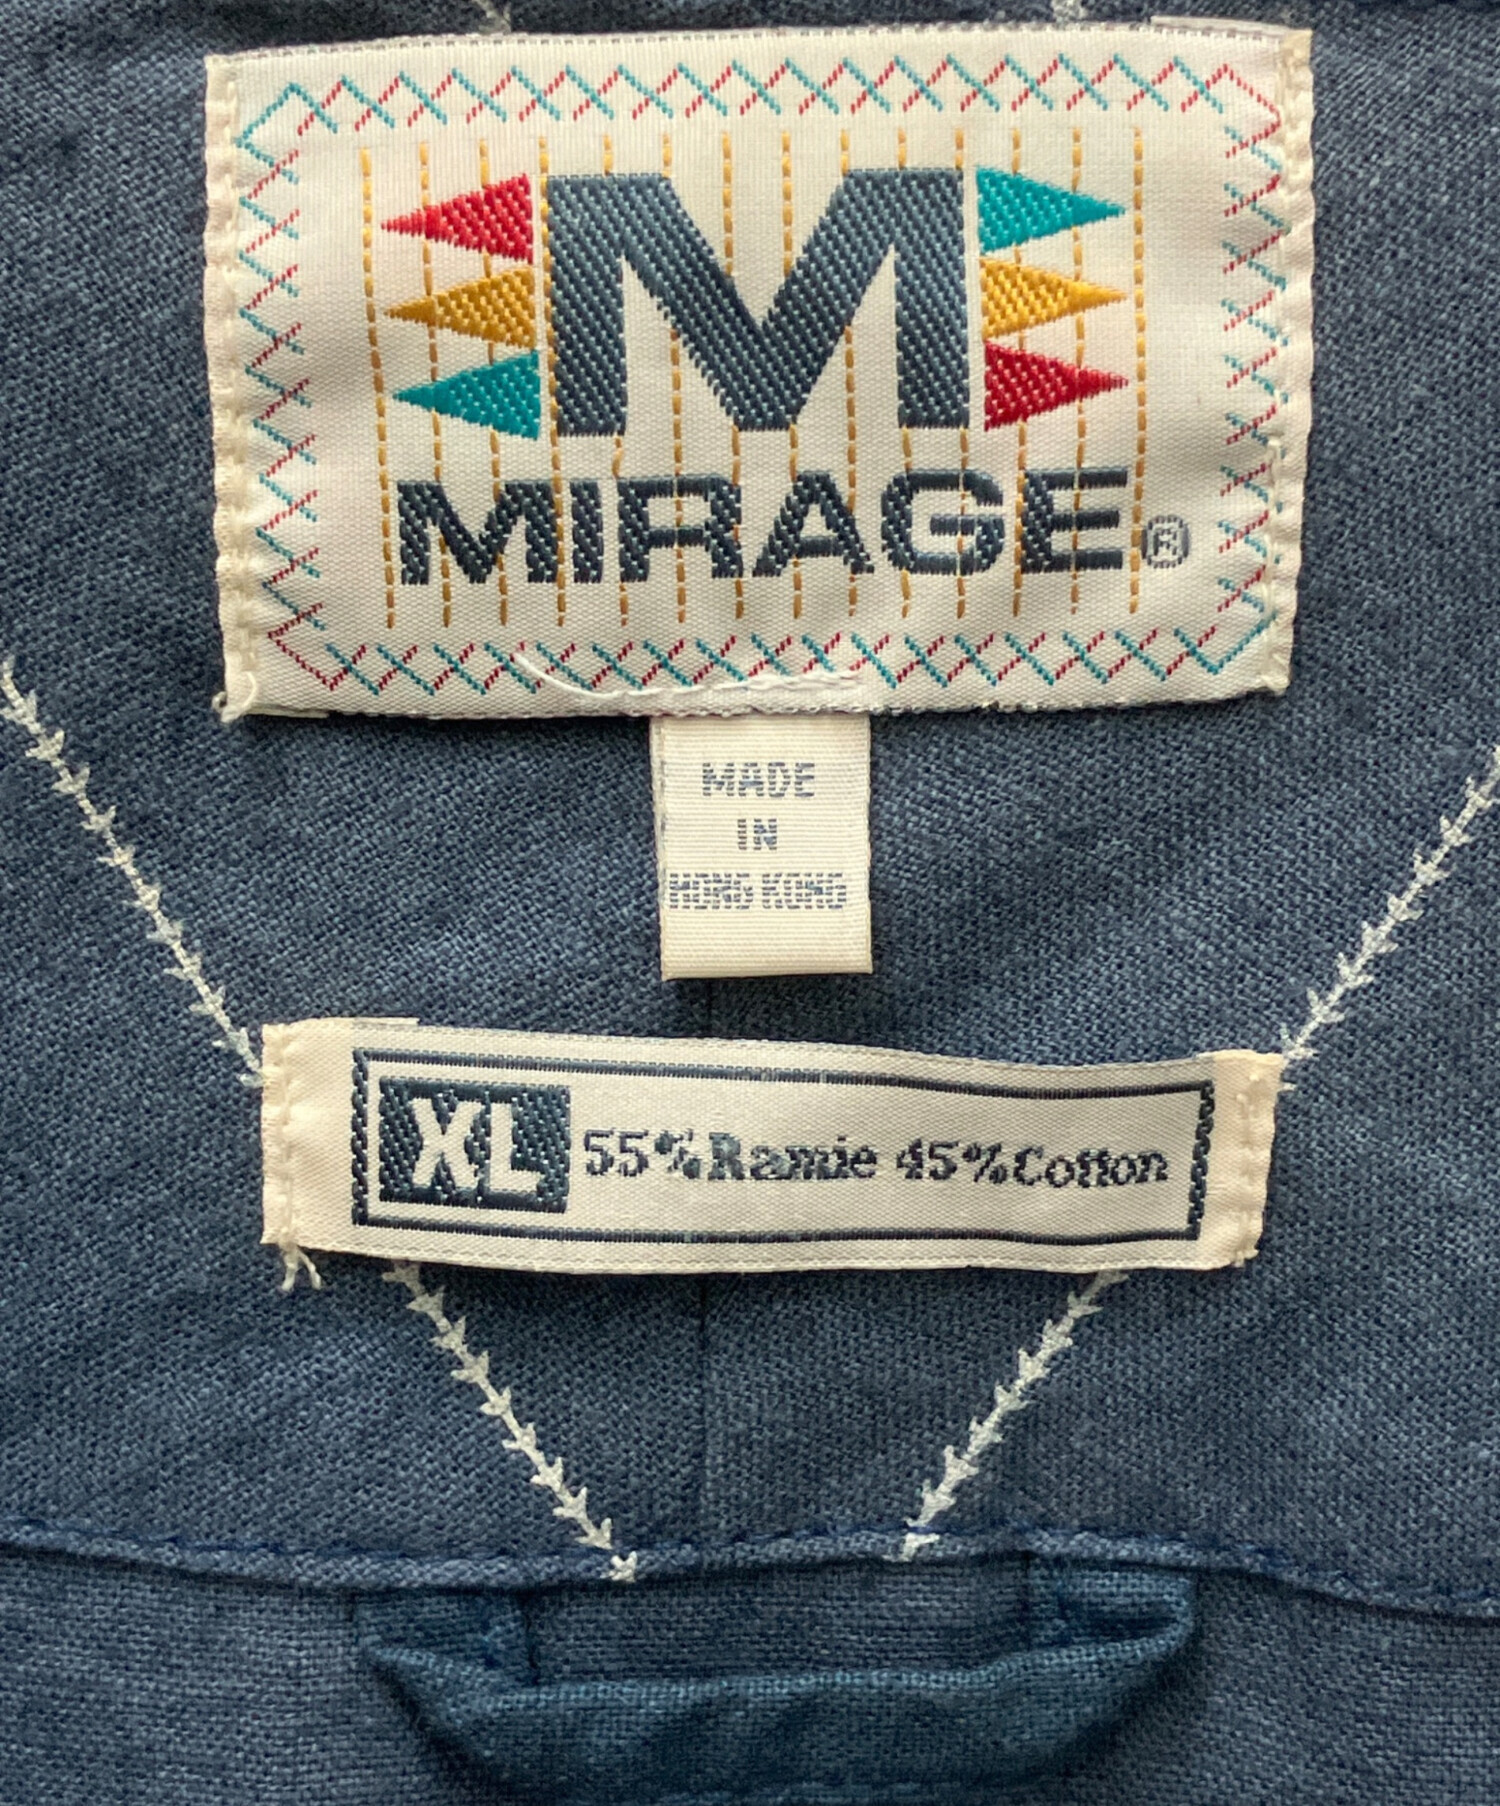 M
MIRAGE®
MADE
IN
HONG KONG
XL 55%Ramie 45%Cotton